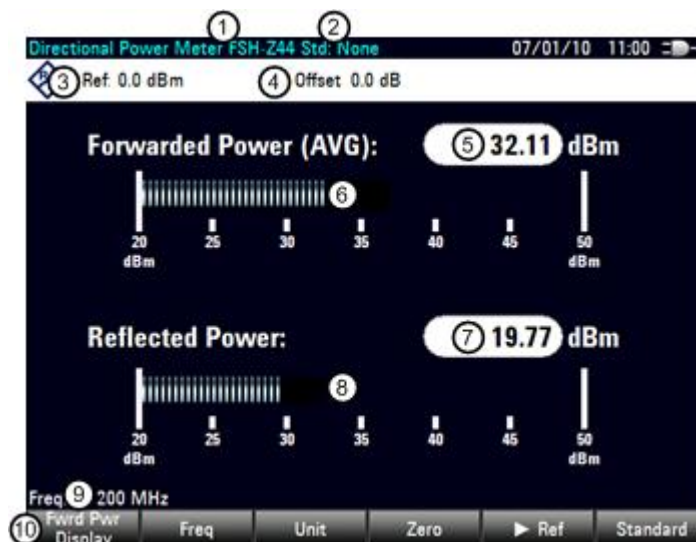 1 2
Directional Power Meter FSH-Z44 Std: None 07/01/10 11:00
3 Ref: 0.0 dBm 4 Offset 0.0 dB
Forwarded Power (AVG): 5 32.11 dBm
6
20 25 30 35 40 45 50
dBm dBm
Reflected Power: 7 19.77 dBm
8
20 25 30 35 40 45 50
dBm dBm
Freq 9 200 MHz
10 Fwrd Pwr Display Freq Unit Zero ► Ref Standard